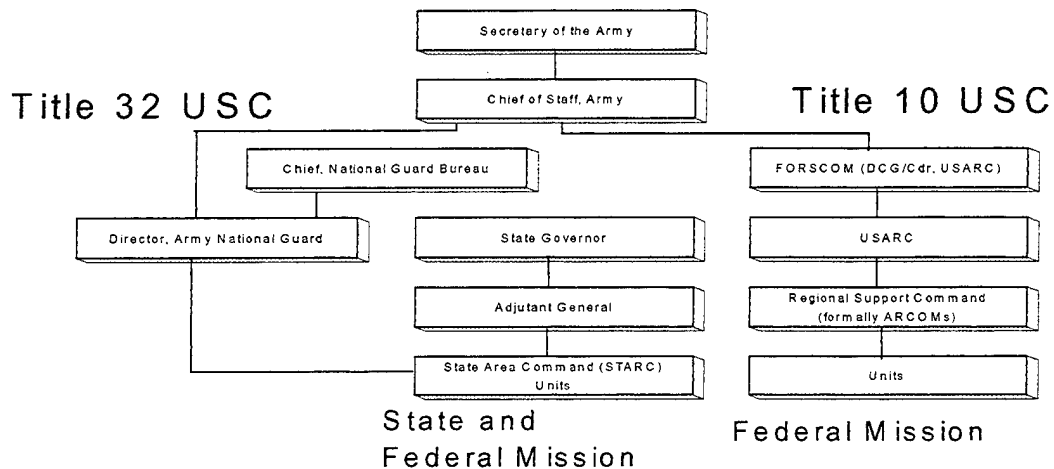 Secretary of the Army
Chief of Staff, Army
Title 32 USC
Title 10 USC
Chief, National Guard Bureau
FORSCOM (DCG/Cdr, USARC)
Director, Army National Guard
State Governor
USARC
Adjutant General
Regional Support Command
(formally ARCOMs)
State Area Command (STARC)
Units
Units
State and
Federal Mission
Federal Mission